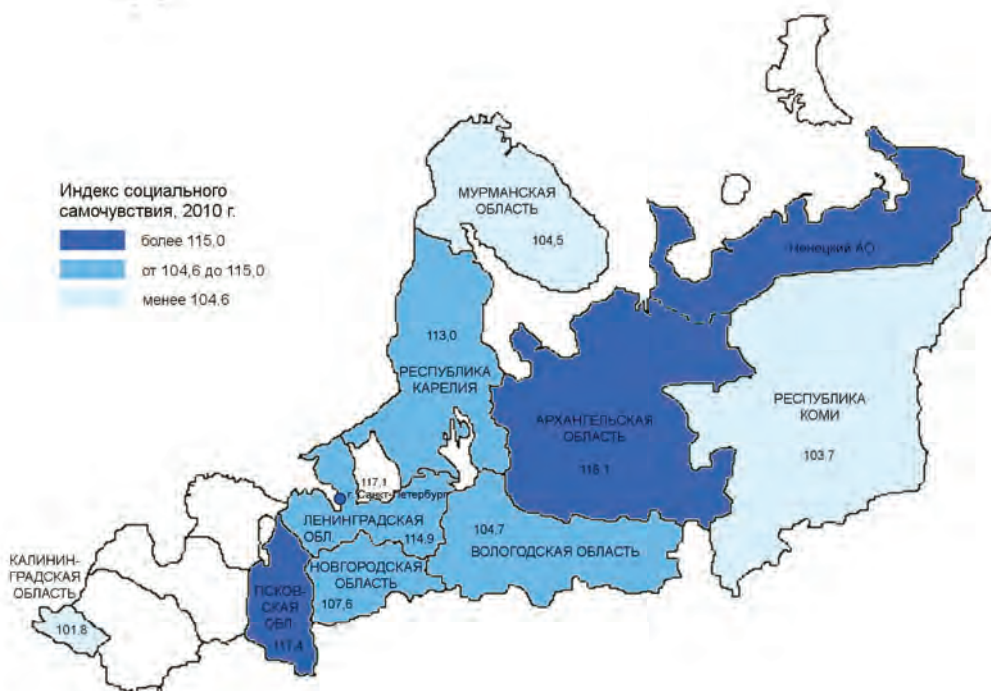 Индекс социального
самочувствия, 2010 г.
более 115,0
от 104,6 до 115,0
менее 104.6
МУРМАНСКАЯ
ОБЛАСТЬ
104,5
Ненецкий АО
113,0
РЕСПУБЛИКА
КАРЕЛИЯ
АРХАНГЕЛЬСКАЯ
ОБЛАСТЬ
РЕСПУБЛИКА
КОМИ
103.7
117,1
г. Санкт-Петербург
ЛЕНИНГРАДСКАЯ
ОБЛ.
114,9
104.7
ВОЛОГОДСКАЯ ОБЛАСТЬ
НОВГОРОДСКАЯ
ОБЛАСТЬ
107,6
КАЛИНИН-
ГРАДСКАЯ
ОБЛАСТЬ
101.8
ПСКОВ-
СКАЯ
ОБЛ.
117.4